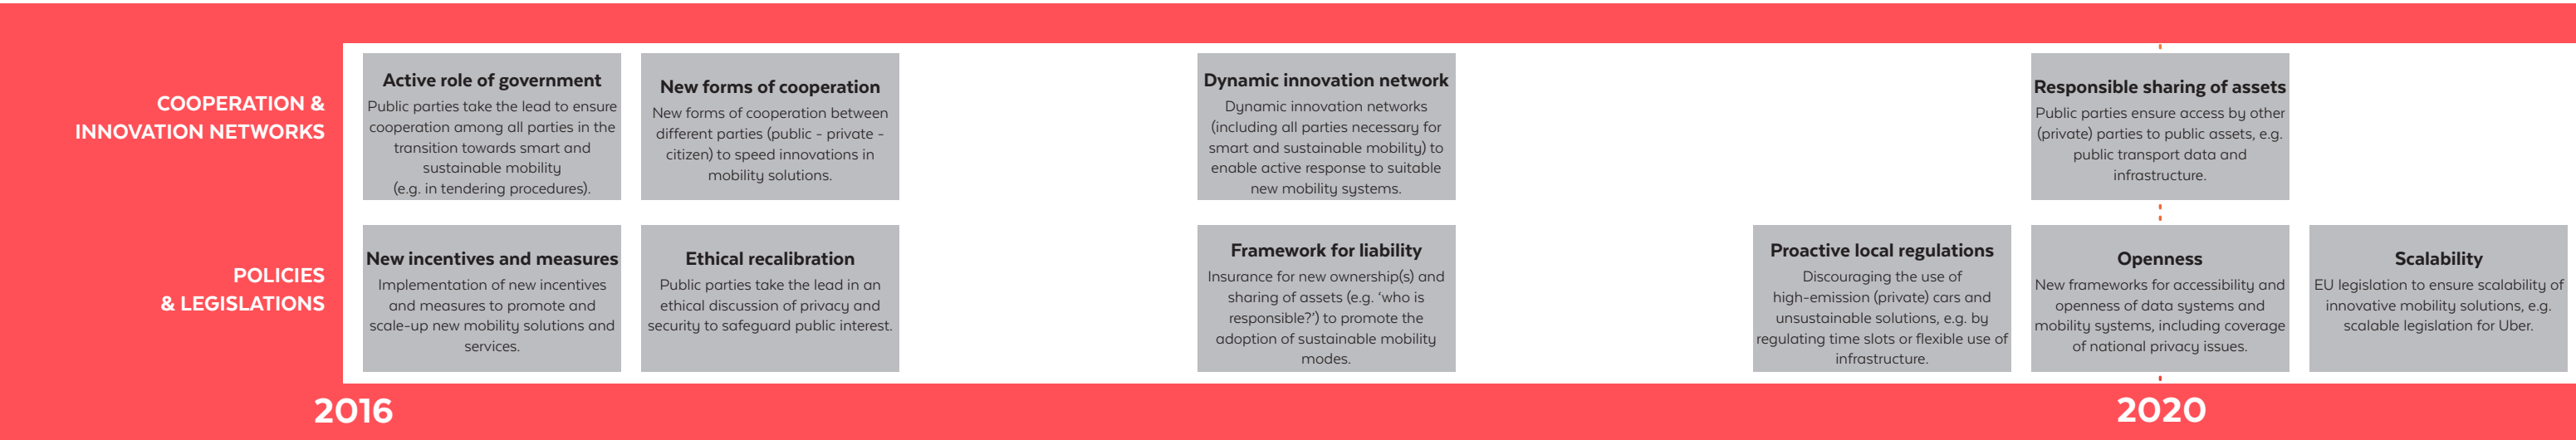 COOPERATION &
INNOVATION NETWORKS
Active role of government
Public parties take the lead to ensure
cooperation among all parties in the
transition towards smart and
sustainable mobility
(e.g. in tendering procedures).
New forms of cooperation
New forms of cooperation between
different parties (public - private -
citizen) to speed innovations in
mobility solutions.
Dynamic innovation network
Dynamic innovation networks
(including all parties necessary for
smart and sustainable mobility) to
enable active response to suitable
new mobility systems.
Responsible sharing of assets
Public parties ensure access by other
(private) parties to public assets, e.g.
public transport data and
infrastructure.
POLICIES
& LEGISLATIONS
New incentives and measures
Implementation of new incentives
and measures to promote and
scale-up new mobility solutions and
services.
Ethical recalibration
Public parties take the lead in an
ethical discussion of privacy and
security to safeguard public interest.
Framework for liability
Insurance for new ownership(s) and
sharing of assets (e.g. ‘who is
responsible?’) to promote the
adoption of sustainable mobility
modes.
Proactive local regulations
Discouraging the use of
high-emission (private) cars and
unsustainable solutions, e.g. by
regulating time slots or flexible use of
infrastructure.
Openness
New frameworks for accessibility and
openness of data systems and
mobility systems, including coverage
of national privacy issues.
Scalability
EU legislation to ensure scalability of
innovative mobility solutions, e.g.
scalable legislation for Uber.
2016
2020